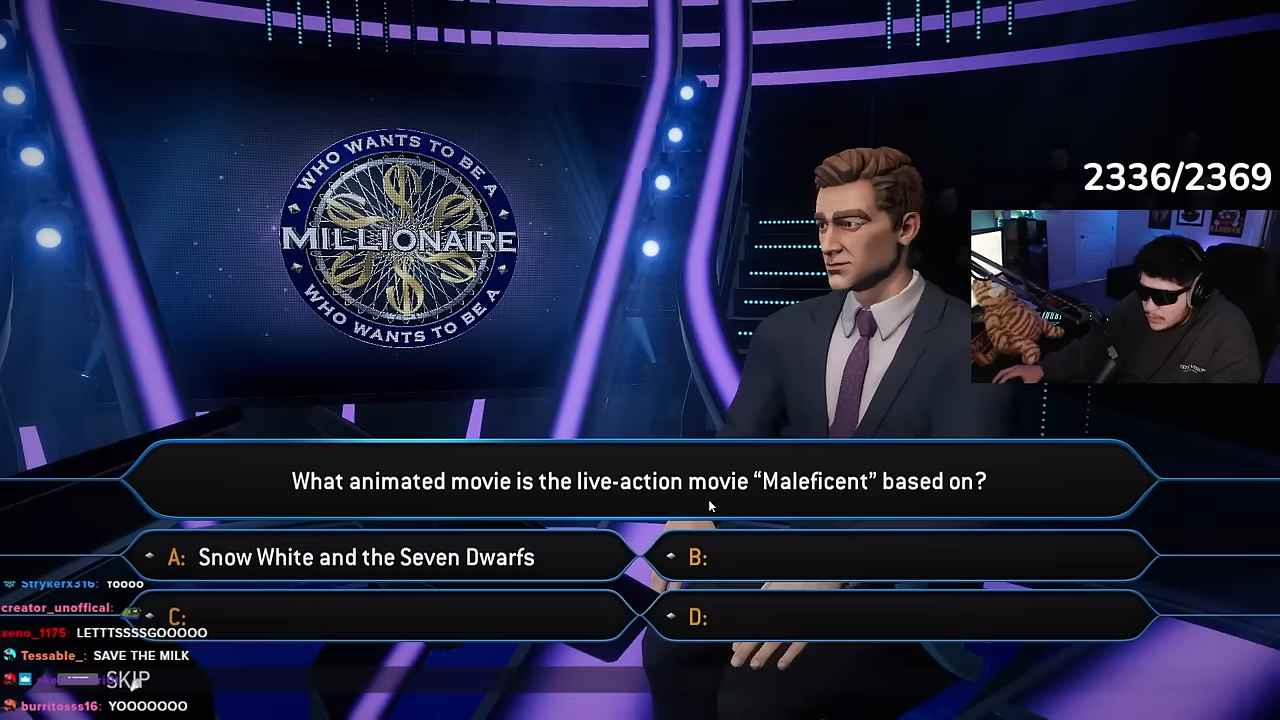 WHO WANTS TO BE A
MILLIONAIRE
WHO WANTS TO BE A
2336/2369
What animated movie is the live-action movie “Maleficent” based on?
A: Snow White and the Seven Dwarfs
B:
C:
D:
Strykerx316: Yoooo
creator_unoffical:
xeno_1175 LETTTSSSSGOOOOO
Tessable_: SAVE THE MILK
SKIP
burritosss16: YOOOOOOO